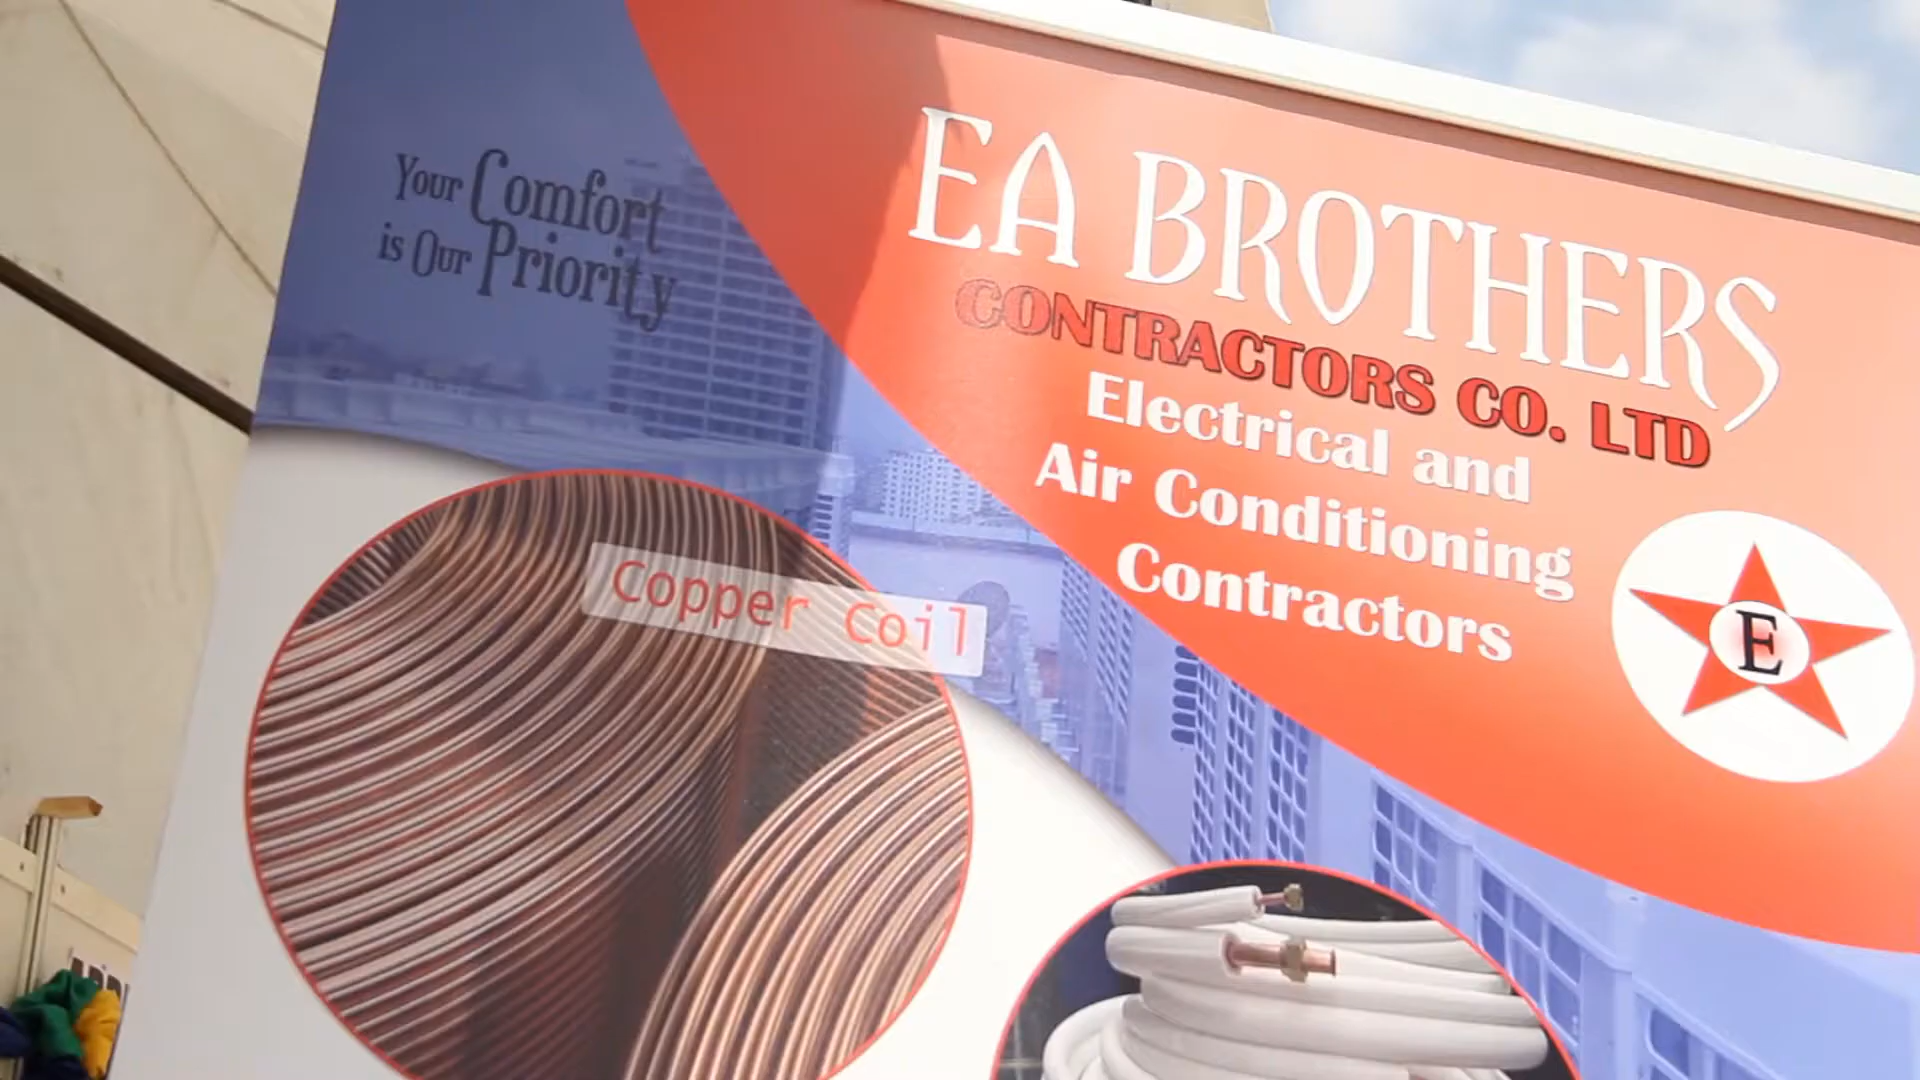 Your Comfort
is Our Priority
EA BROTHERS
CONTRACTORS CO. LTD
Electrical and
Air Conditioning
Contractors
E
Copper Coil